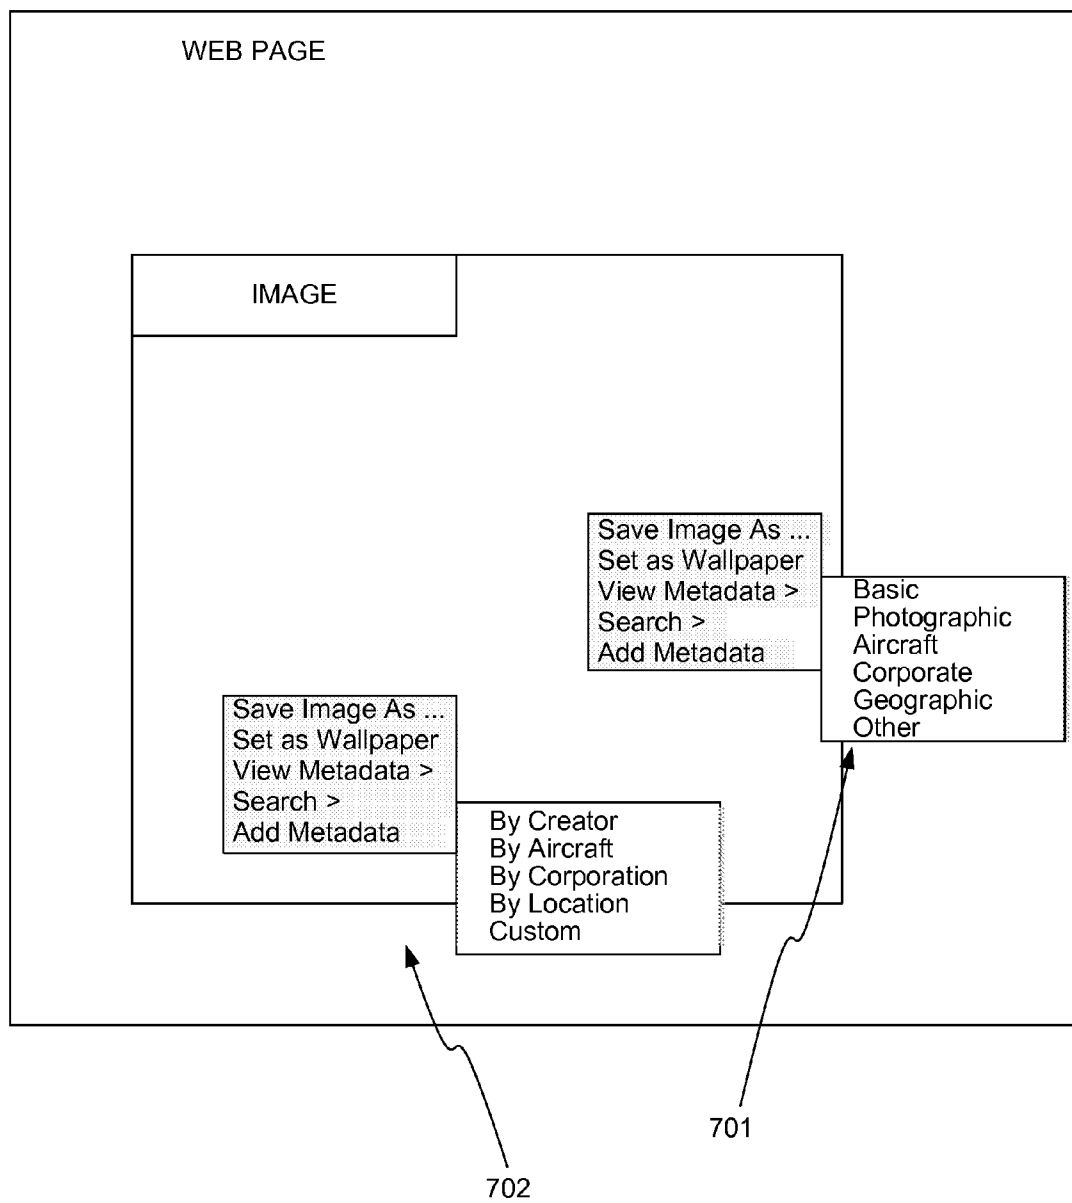 WEB PAGE
IMAGE
Save Image As ...
Set as Wallpaper
View Metadata >
Search >
Add Metadata
Basic
Photographic
Aircraft
Corporate
Geographic
Other
Save Image As ...
Set as Wallpaper
View Metadata >
Search >
Add Metadata
By Creator
By Aircraft
By Corporation
By Location
Custom
701
702